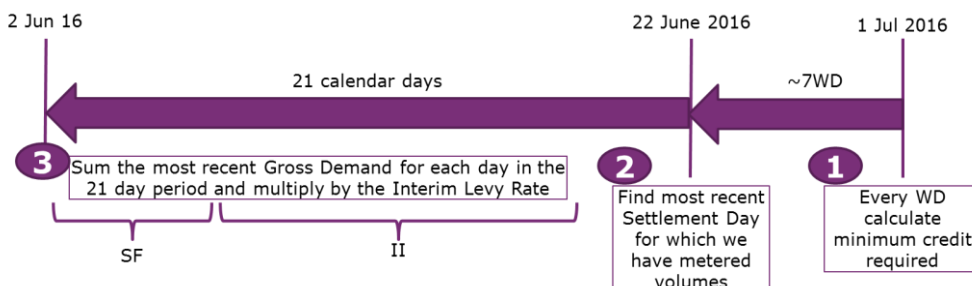 2 Jun 16
22 June 2016
1 Jul 2016
21 calendar days
~7WD
3
Sum the most recent Gross Demand for each day in the
21 day period and multiply by the Interim Levy Rate
SF
II
2
Find most recent
Settlement Day
for which we
have metered
volumes
1
Every WD
calculate
minimum credit
required